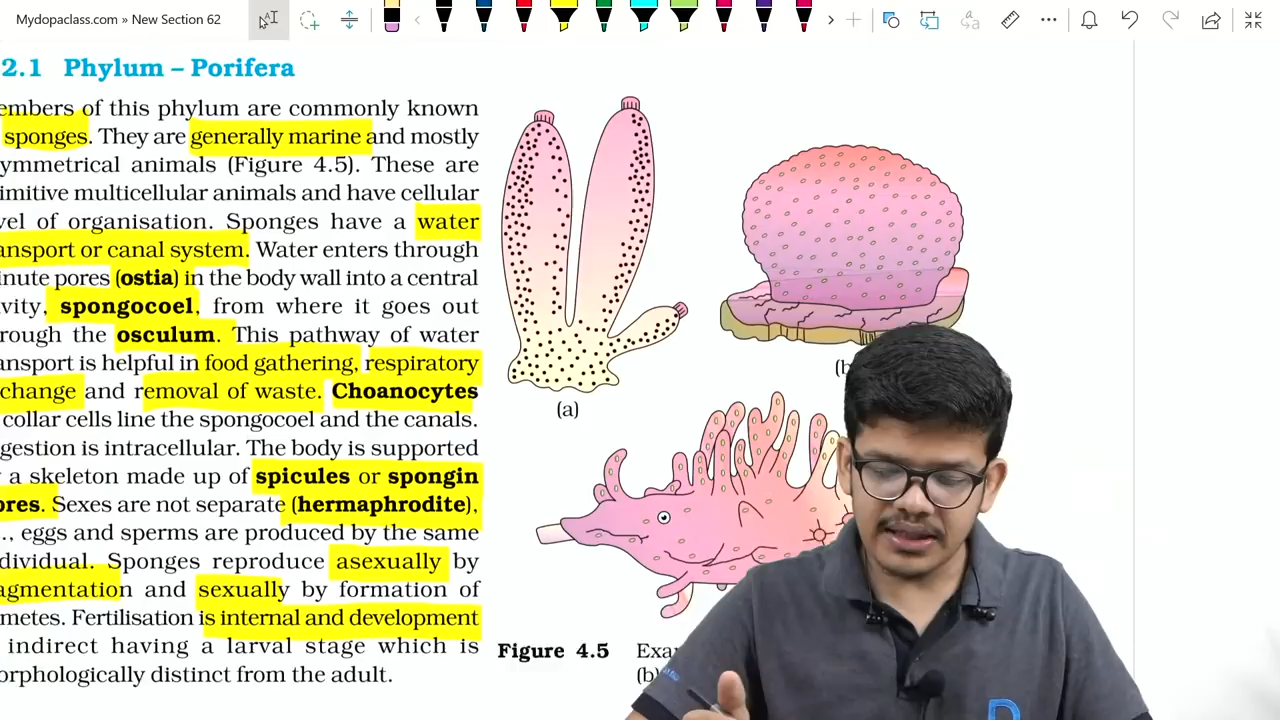 Mydopaclass.com » New Section 62
2.1 Phylum – Porifera
embers of this phylum are commonly known
sponges. They are generally marine and mostly
symmetrical animals (Figure 4.5). These are
imitive multicellular animals and have cellular
vel of organisation. Sponges have a water
ansport or canal system. Water enters through
inute pores (ostia) in the body wall into a central
vity, spongocoel, from where it goes out
rough the osculum. This pathway of water
ansport is helpful in food gathering, respiratory
change and removal of waste. Choanocytes
collar cells line the spongocoel and the canals.
gestion is intracellular. The body is supported
a skeleton made up of spicules or spongin
ores. Sexes are not separate (hermaphrodite),
., eggs and sperms are produced by the same
dividual. Sponges reproduce asexually by
agmentation and sexually by formation of
metes. Fertilisation is internal and development
indirect having a larval stage which is
orphologically distinct from the adult.
(a)
(b
Figure 4.5 Exa
(b)